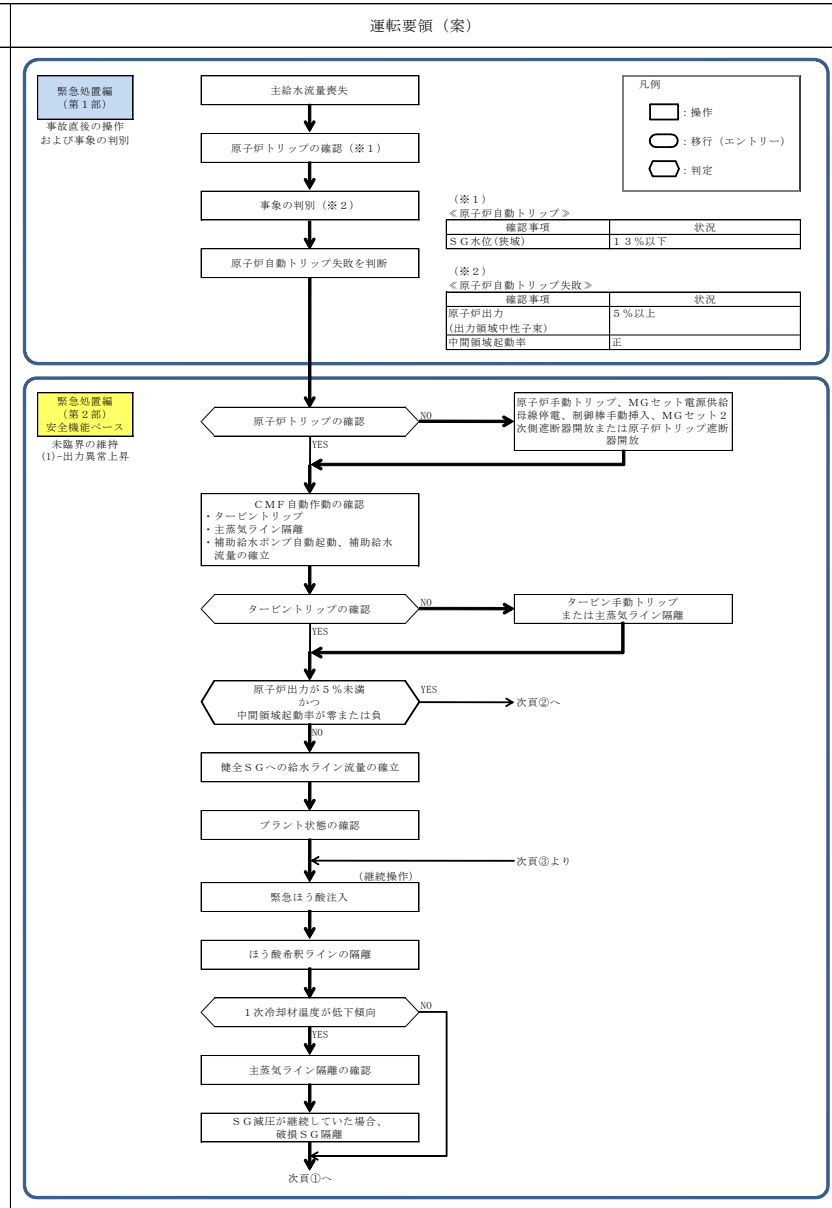 運転要領（案）
緊急処置編
（第１部）
事故直後の操作
および事象の判別
主給水流量喪失
原子炉トリップの確認（※１）
事象の判別（※２）
原子炉自動トリップ失敗を判断
凡例
：操作
：移行（エントリー）
：判定
（※１）
≪原子炉自動トリップ≫
確認事項 状況
ＳＧ水位(狭域) １３％以下
（※２）
≪原子炉自動トリップ失敗≫
確認事項 状況
原子炉出力 ５％以上
(出力領域中性子束)
中間領域起動率 正
緊急処置編
（第２部）
安全機能ベース
未臨界の維持
(1)-出力異常上昇
原子炉トリップの確認
NO
原子炉手動トリップ、ＭＧセット電源供給
母線停電、制御棒手動挿入、ＭＧセット２
次側遮断器開放または原子炉トリップ遮断
器開放
YES
ＣＭＦ自動作動の確認
・タービントリップ
・主蒸気ライン隔離
・補助給水ポンプ自動起動、補助給水
流量の確立
タービントリップの確認
NO
タービン手動トリップ
または主蒸気ライン隔離
YES
原子炉出力が５％未満
かつ
中間領域起動率が零または負
YES
次頁②へ
NO
健全ＳＧへの給水ライン流量の確立
プラント状態の確認
次頁③より
(継続操作)
緊急ほう酸注入
ほう酸希釈ラインの隔離
１次冷却材温度が低下傾向
NO
YES
主蒸気ライン隔離の確認
ＳＧ減圧が継続していた場合、
破損ＳＧ隔離
次頁①へ